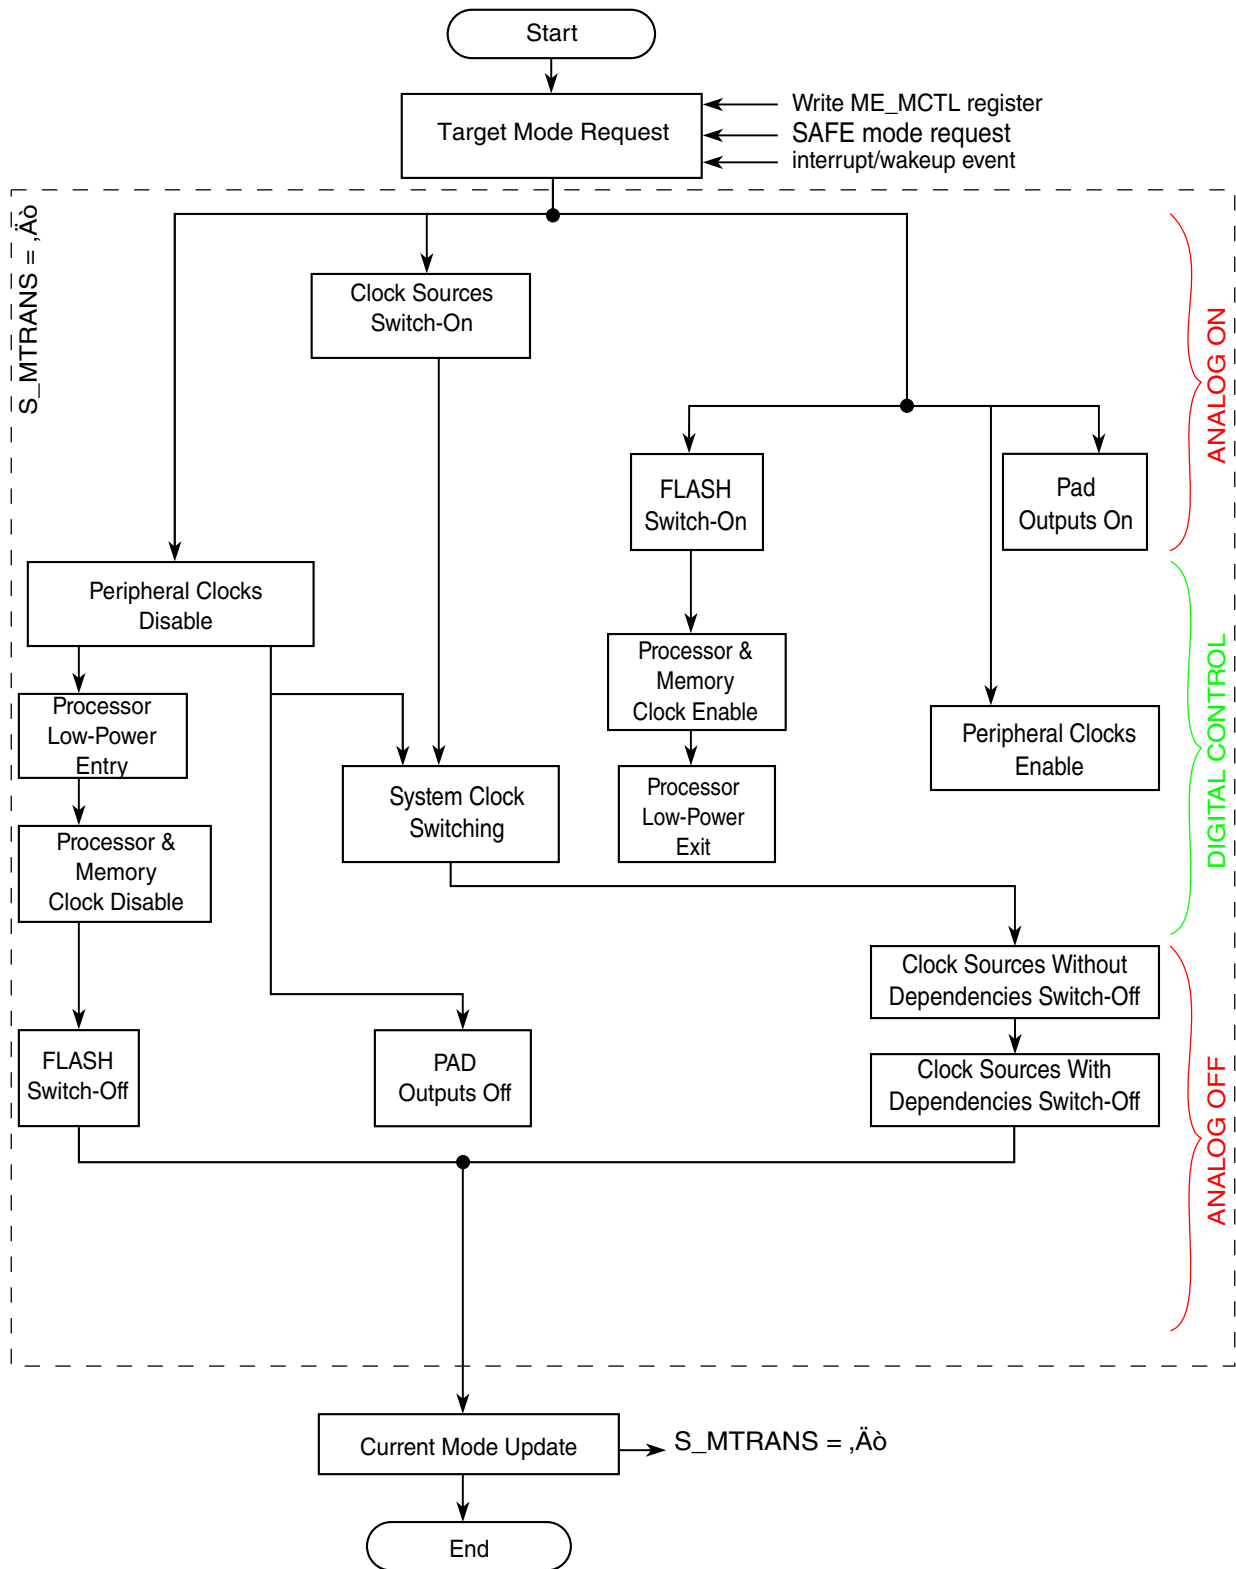 Start
Target Mode Request
Write ME_MCTL register
SAFE mode request
interrupt/wakeup event
S_MTRANS = ‚Äò
Clock Sources
Switch-On
ANALOG ON
FLASH
Switch-On
Pad
Outputs On
Peripheral Clocks
Disable
Processor &
Memory
Clock Enable
DIGITAL CONTROL
Processor
Low-Power
Entry
Peripheral Clocks
Enable
System Clock
Switching
Processor
Low-Power
Exit
Processor &
Memory
Clock Disable
Clock Sources Without
Dependencies Switch-Off
FLASH
Switch-Off
PAD
Outputs Off
Clock Sources With
Dependencies Switch-Off
ANALOG OFF
Current Mode Update
S_MTRANS = ‚Äò
End